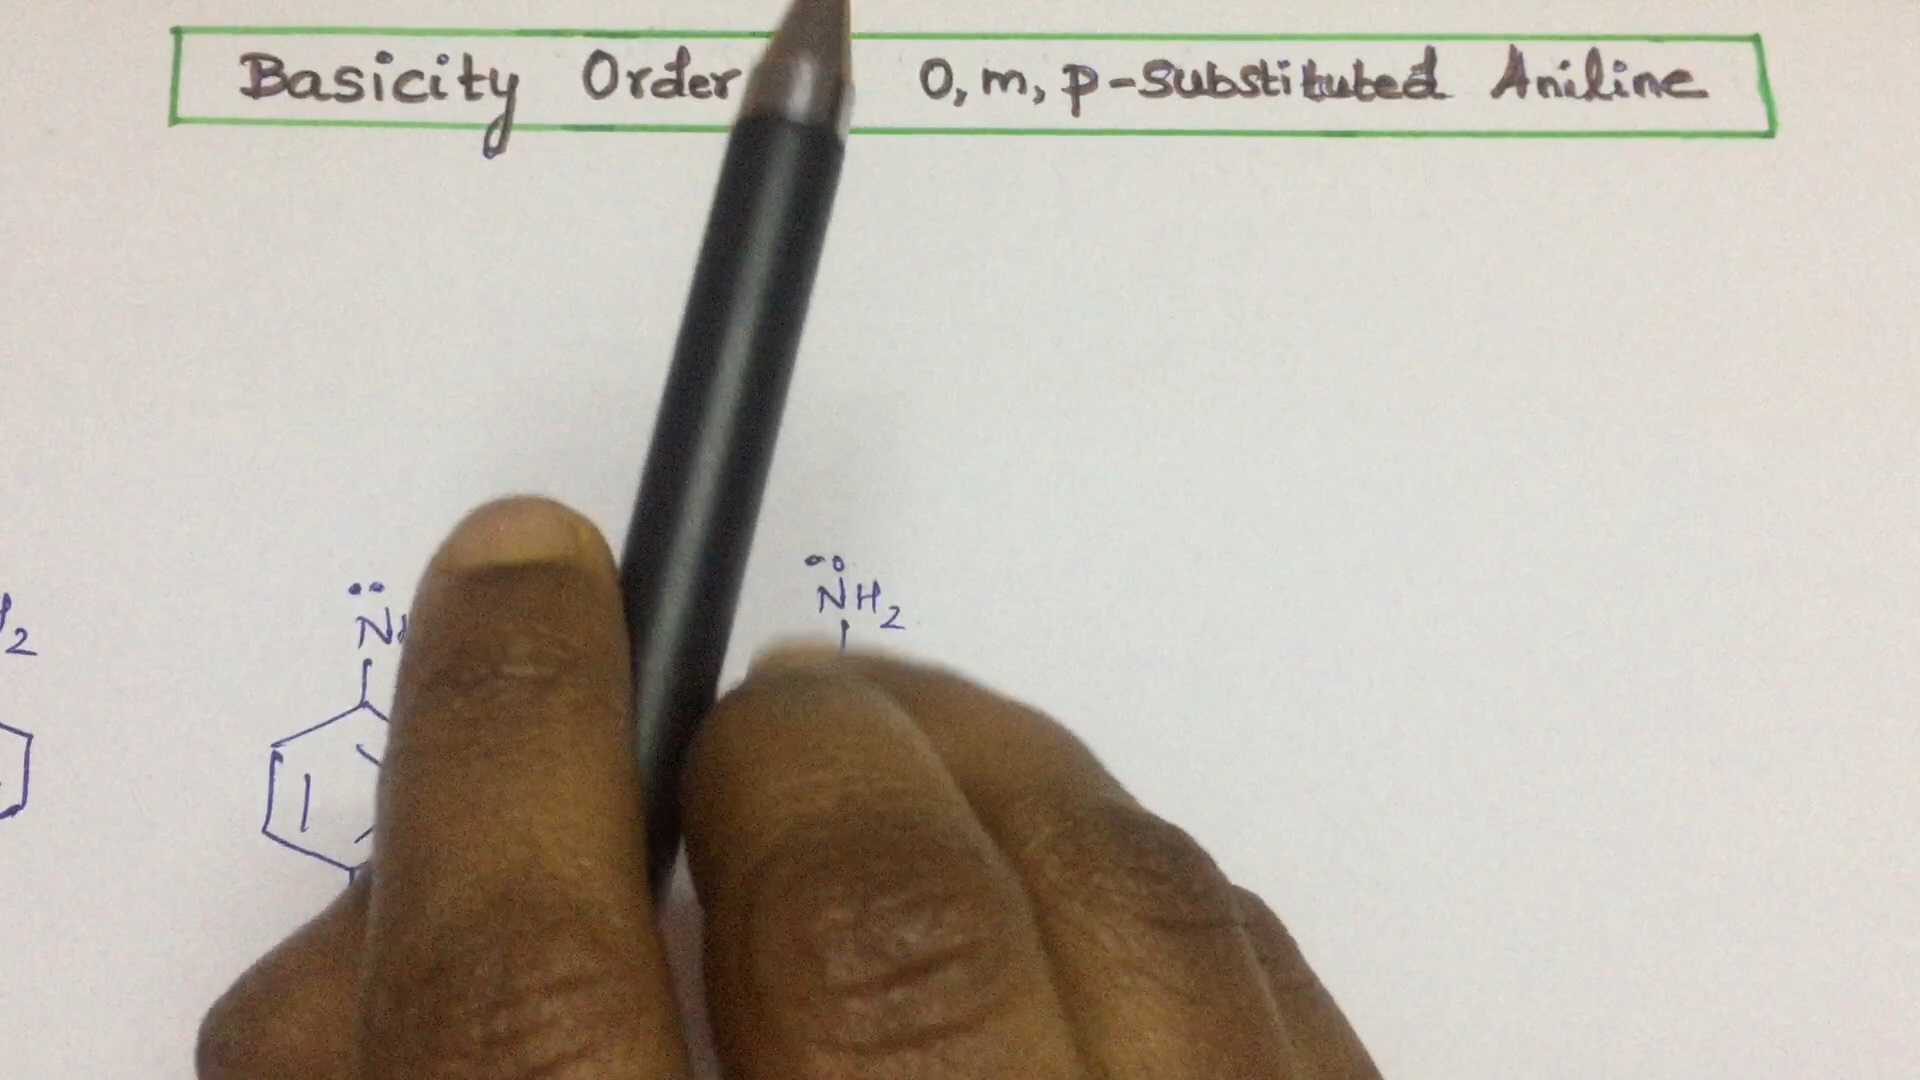 Basicity Order O, m, p-substituted Aniline
NH2